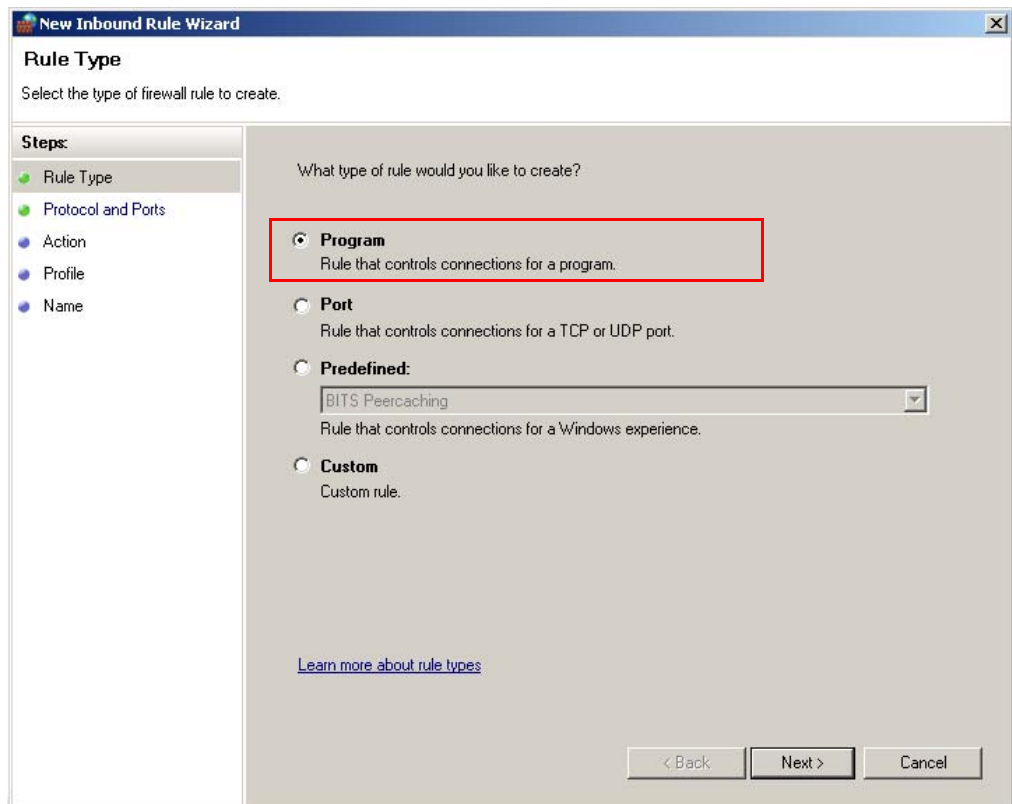 New Inbound Rule Wizard
Rule Type
Select the type of firewall rule to create.
Steps:
Rule Type
Protocol and Ports
Action
Profile
Name
What type of rule would you like to create?
Program
Rule that controls connections for a program.
Port
Rule that controls connections for a TCP or UDP port.
Predefined:
BITS Peercaching
Rule that controls connections for a Windows experience.
Custom
Custom rule.
Learn more about rule types
< Back Next > Cancel